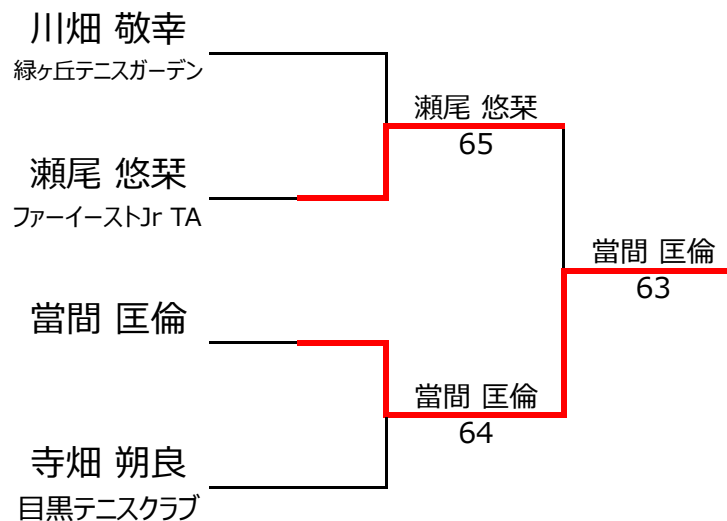 川畑 敬幸
緑ヶ丘テニスガーデン
瀬尾 悠栞
65
瀬尾 悠栞
ファーイーストJr TA
當間 匡倫
63
當間 匡倫
當間 匡倫
64
寺畑 朔良
目黒テニスクラブ